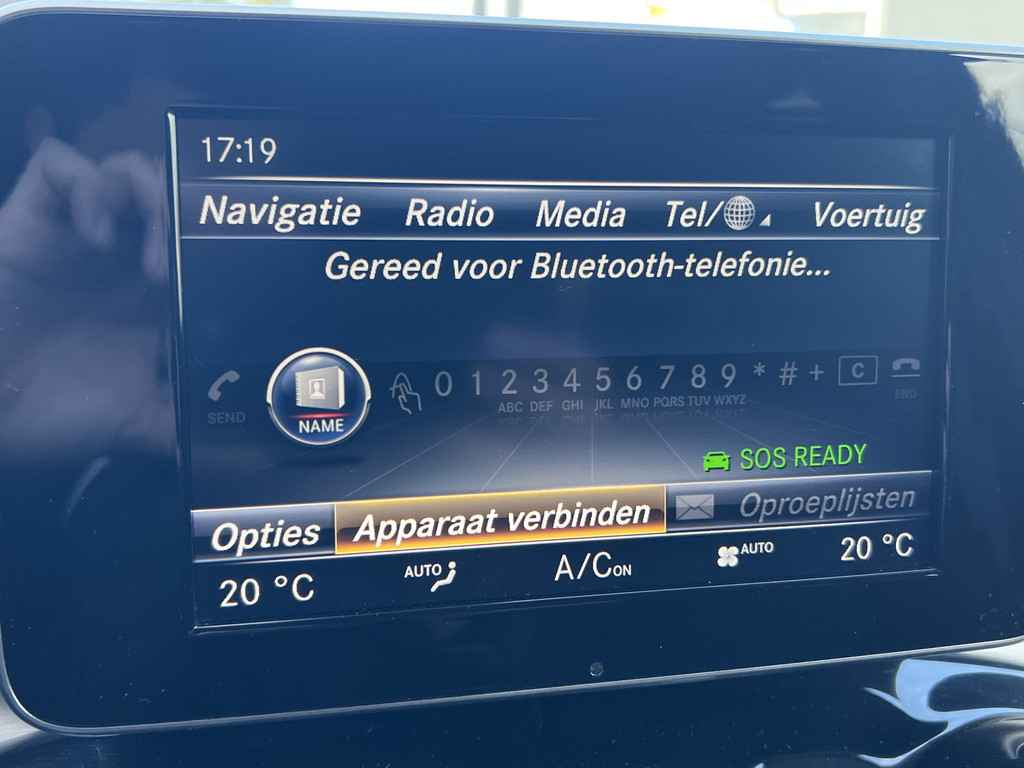 17:19
Navigatie Radio Media Tel/ Voertuig
Gereed voor Bluetooth-telefonie...
SEND NAME 0 1 2 3 4 5 6 7 8 9 * # + C END
ABC DEF GHI JKL MNO PQRS TUV WXYZ
SOS READY
Opties Apparaat verbinden Oproeplijsten
20 °C AUTO A/C ON AUTO 20 °C